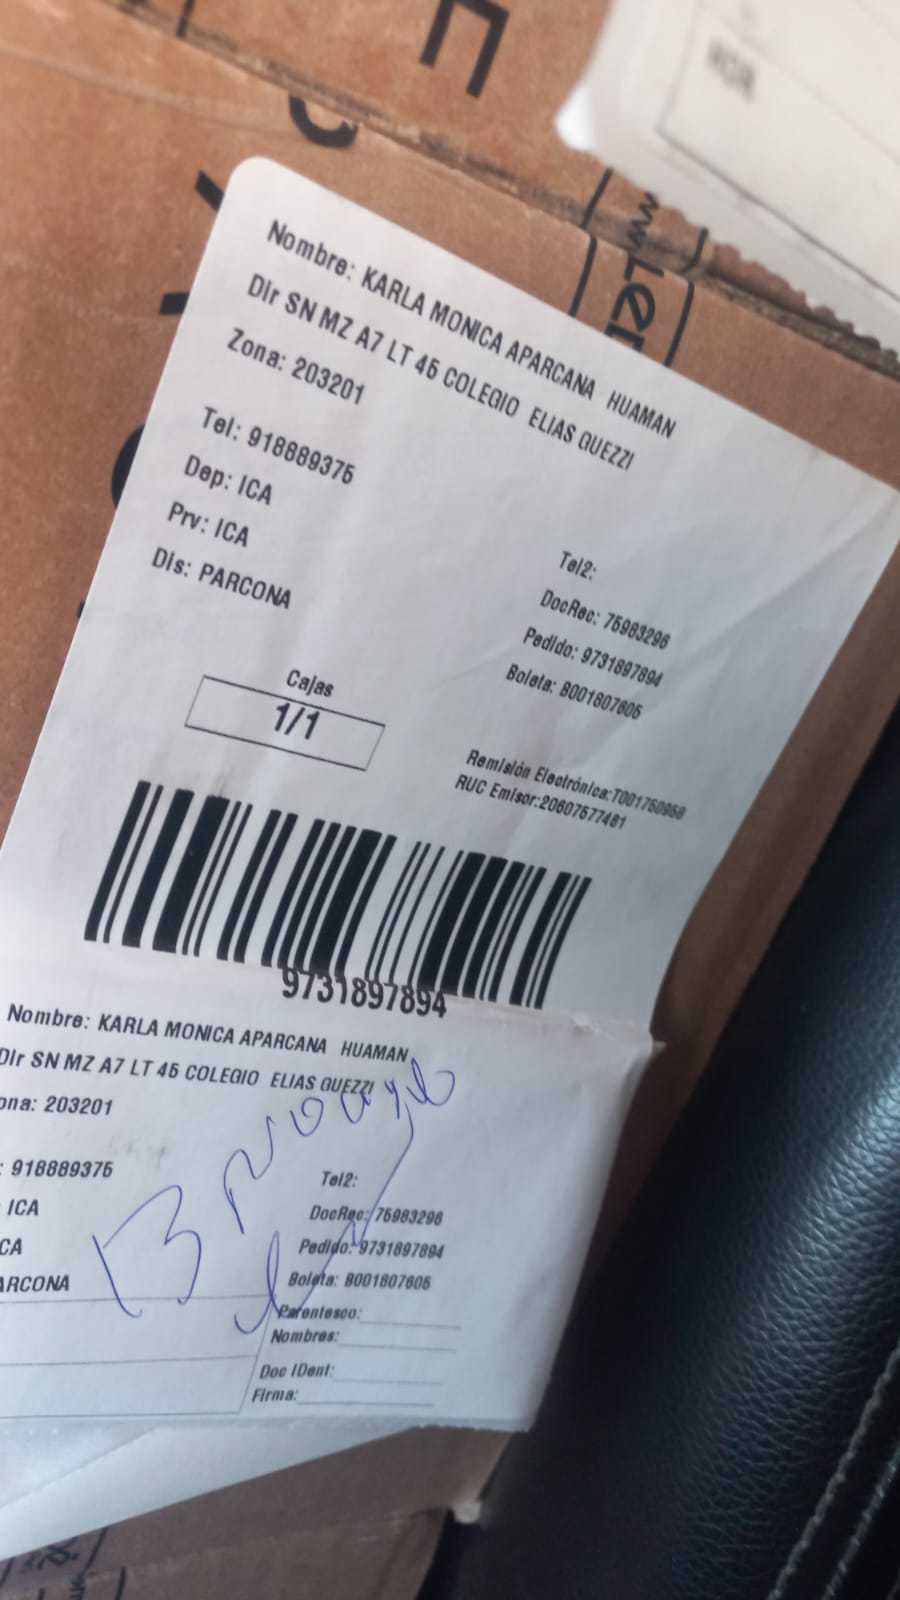 Nombre: KARLA MONICA APARCANA HUAMAN
Dir SN MZ A7 LT 45 COLEGIO ELIAS GUEZZI
Zona: 203201
Tel: 918889375
Dep: ICA
Prv: ICA
Dis: PARCONA
Tel2:
DocRec: 75983296
Pedido: 9731897894
Boleta: B001807605
Cajas
1/1
Remisión Electrónica:T001750958
RUC Emisor:20607577481
9731897894
Nombre: KARLA MONICA APARCANA HUAMAN
Dir SN MZ A7 LT 45 COLEGIO ELIAS GUEZZI
ona: 203201
: 918889375
ICA
CA
ARCONA
Tel2:
DocRec: 75983296
Pedido: 9731897894
Boleta: B001807605
Parentesco:
Nombres:
Doc IDent:
Firma: